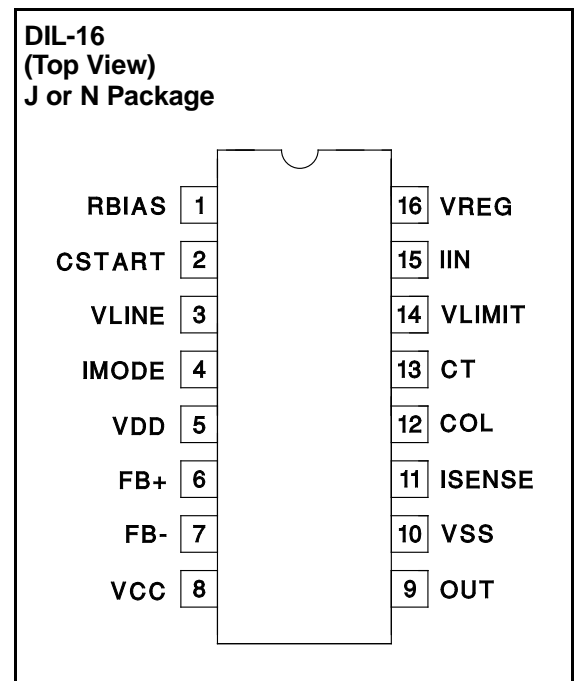 DIL-16
(Top View)
J or N Package
RBIAS 1 16 VREG
CSTART 2 15 IIN
VLINE 3 14 VLIMIT
IMODE 4 13 CT
VDD 5 12 COL
FB+ 6 11 ISENSE
FB- 7 10 VSS
VCC 8 9 OUT